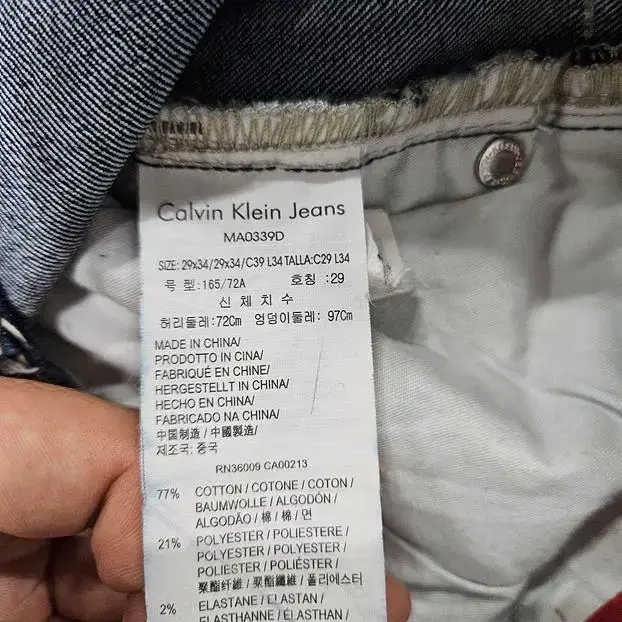 Calvin Klein Jeans
MA0339D
SIZE: 29x34/29x34/C39 L34 TALLA:C29 L34
号 型:165/72A 호칭 :29
신 체 치 수
허리둘레:72Cm 엉덩이둘레: 97Cm
MADE IN CHINA/
PRODOTTO IN CINA/
FABRIQUÉ EN CHINE/
HERGESTELLT IN CHINA/
HECHO EN CHINA/
FABRICADO NA CHINA/
中国制造 / 中國製造/
제조국: 중국
RN36009 CA00213
77% COTTON / COTONE / COTON /
BAUMWOLLE / ALGODÓN /
ALGODÃO / 棉 / 棉 / 면
21% POLYESTER / POLIESTERE /
POLYESTER / POLYESTER /
POLIÉSTER / POLIÉSTER /
聚酯纤维 / 聚酯纖維 / 폴리에스터
2% ELASTANE / ELASTAN /
ELASTHANNE / ELASTHAN /